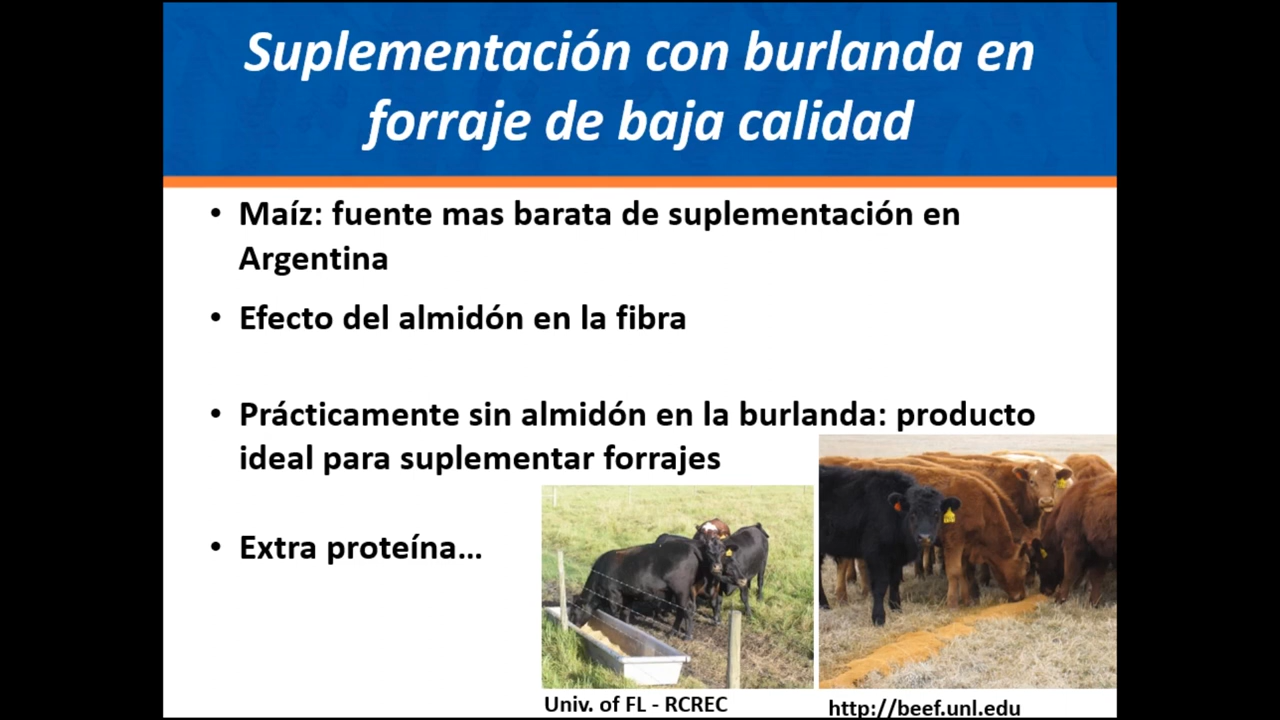 Suplementación con burlanda en
forraje de baja calidad
• Maíz: fuente mas barata de suplementación en
Argentina
• Efecto del almidón en la fibra
• Prácticamente sin almidón en la burlanda: producto
ideal para suplementar forrajes
• Extra proteína...
Univ. of FL - RCREC
http://beef.unl.edu